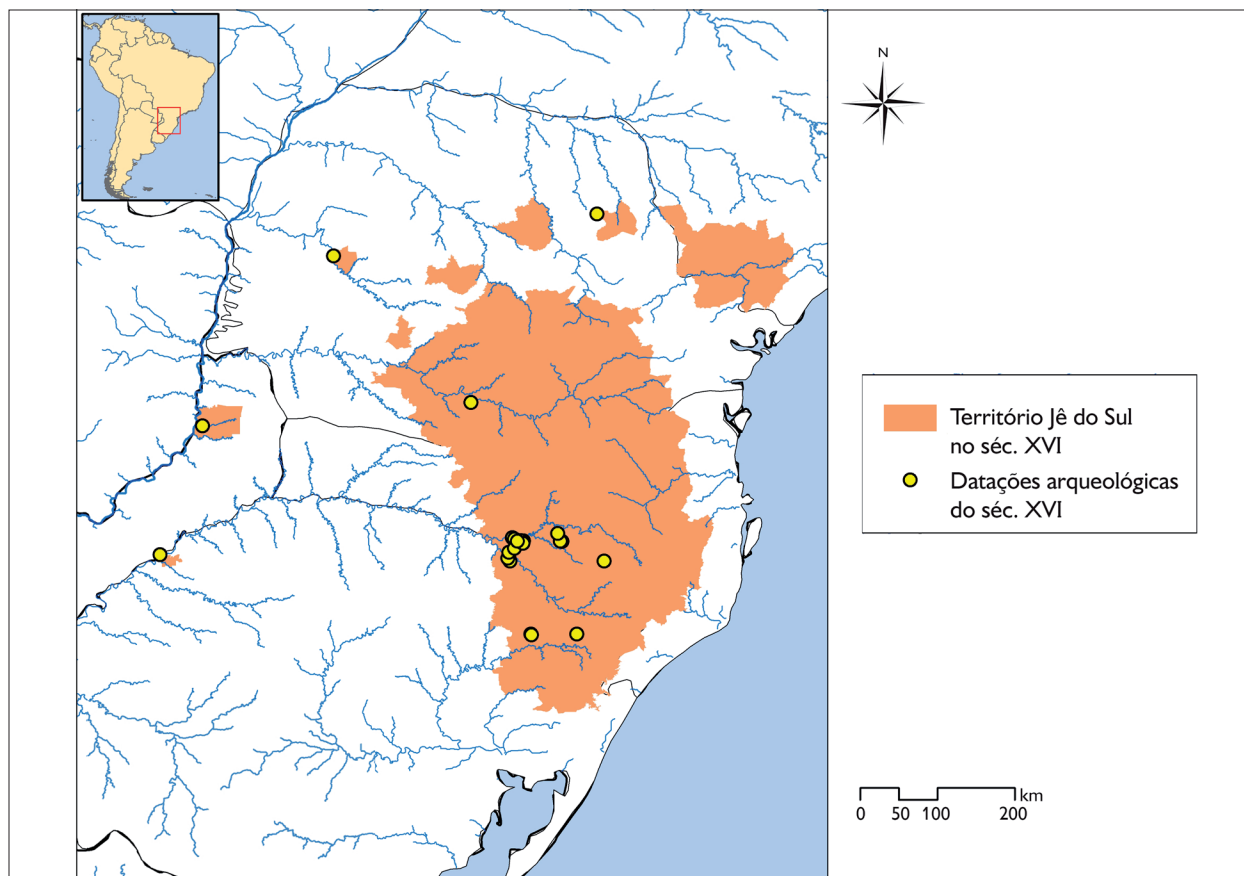 N
Território Jê do Sul
no séc. XVI
Datações arqueológicas
do séc. XVI
km
0 50 100 200